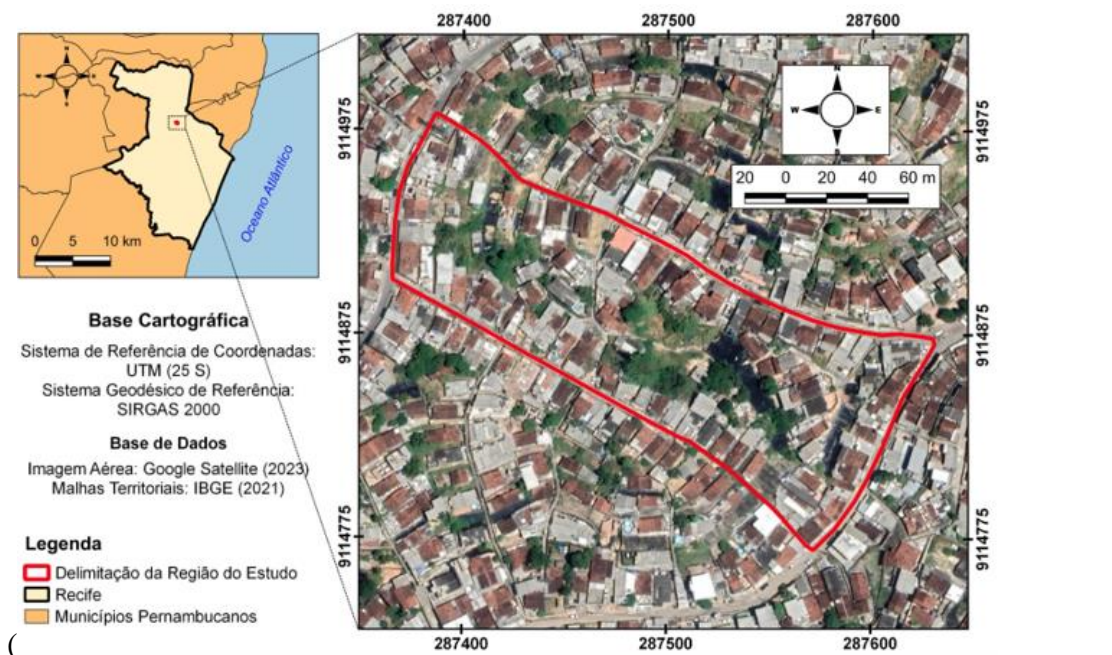 287400
287500
287600
N
W
E
S
20 0 20 40 60 m
9114975
9114975
9114875
9114875
9114775
9114775
287400
287500
287600
N
Oceano Atlântico
0 5 10 km
Base Cartográfica
Sistema de Referência de Coordenadas:
UTM (25 S)
Sistema Geodésico de Referência:
SIRGAS 2000
Base de Dados
Imagem Aérea: Google Satellite (2023)
Malhas Territoriais: IBGE (2021)
Legenda
Delimitação da Região do Estudo
Recife
Municípios Pernambucanos
(